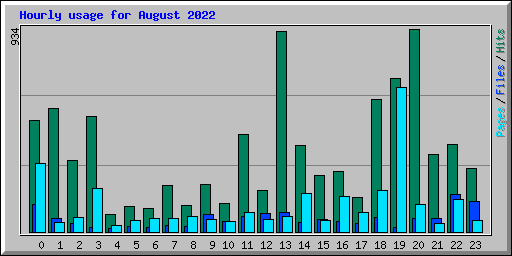 Hourly usage for August 2022
934
Pages/Files/Hits
0 1 2 3 4 5 6 7 8 9 10 11 12 13 14 15 16 17 18 19 20 21 22 23